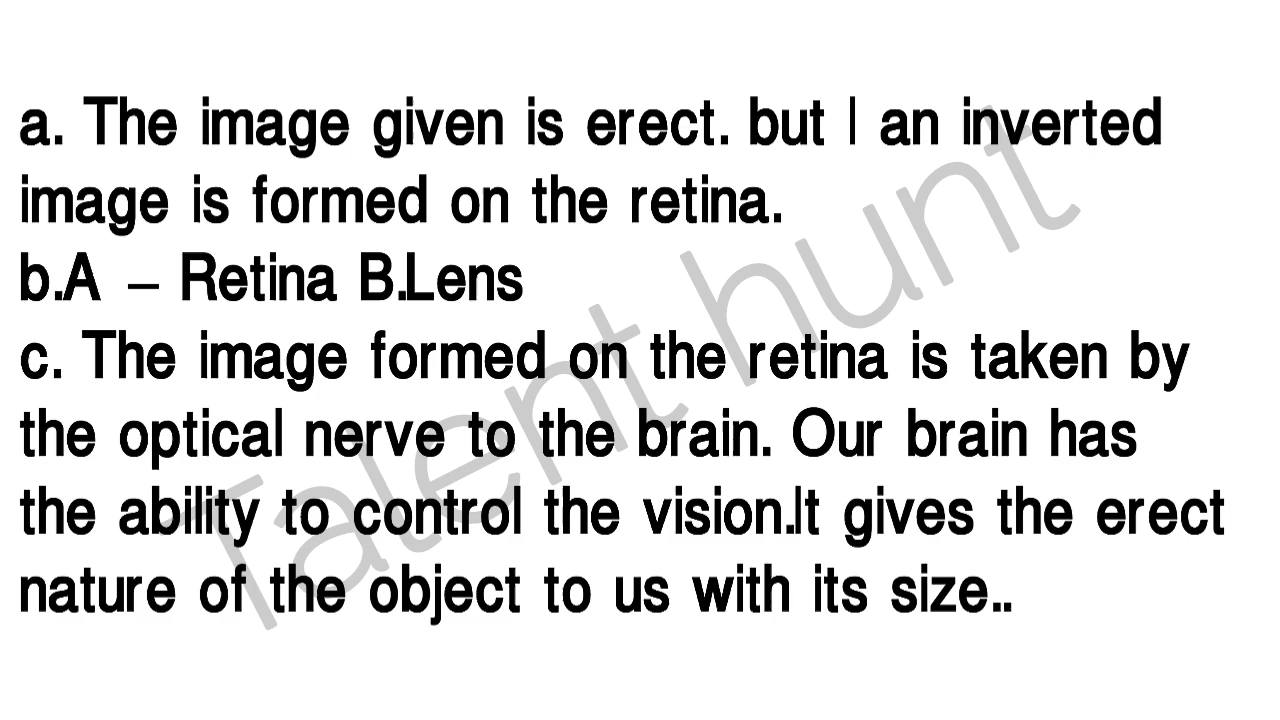 a. The image given is erect. but I an inverted
image is formed on the retina.
b.A – Retina B.Lens
c. The image formed on the retina is taken by
the optical nerve to the brain. Our brain has
the ability to control the vision.It gives the erect
nature of the object to us with its size..
Talent hunt